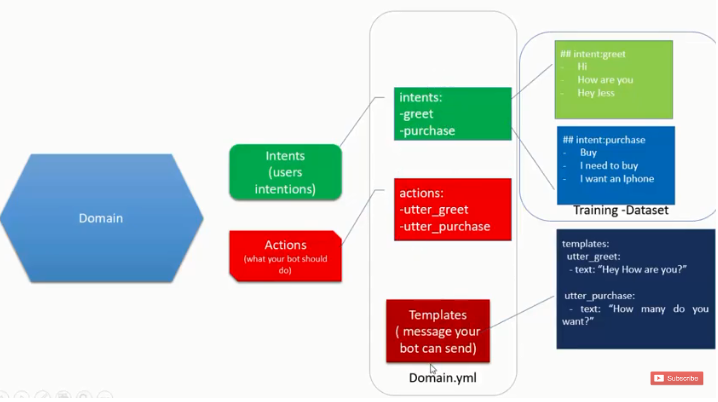 Domain
Intents
(users
intentions)
Actions
(what your bot should
do)
intents:
-greet
-purchase
actions:
-utter_greet
-utter_purchase
Templates
( message your
bot can send)
Domain.yml
## intent:greet
- Hi
- How are you
- Hey Jess
## intent:purchase
- Buy
- I need to buy
- I want an Iphone
Training -Dataset
templates:
utter_greet:
- text: “Hey How are you?”
utter_purchase:
- text: “How many do you
want?”
Subscribe